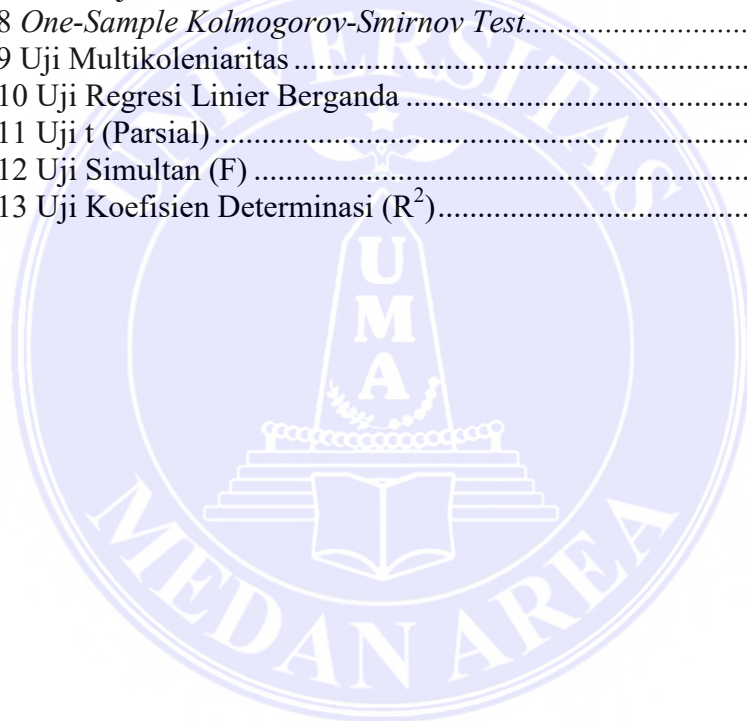 8 One-Sample Kolmogorov-Smirnov Test.........................
9 Uji Multikoleniaritas.........................................................
10 Uji Regresi Linier Berganda...........................................
11 Uji t (Parsial)..................................................................
12 Uji Simultan (F).............................................................
13 Uji Koefisien Determinasi (R²).......................................
UNIVERSITAS
UMA
MEDAN AREA